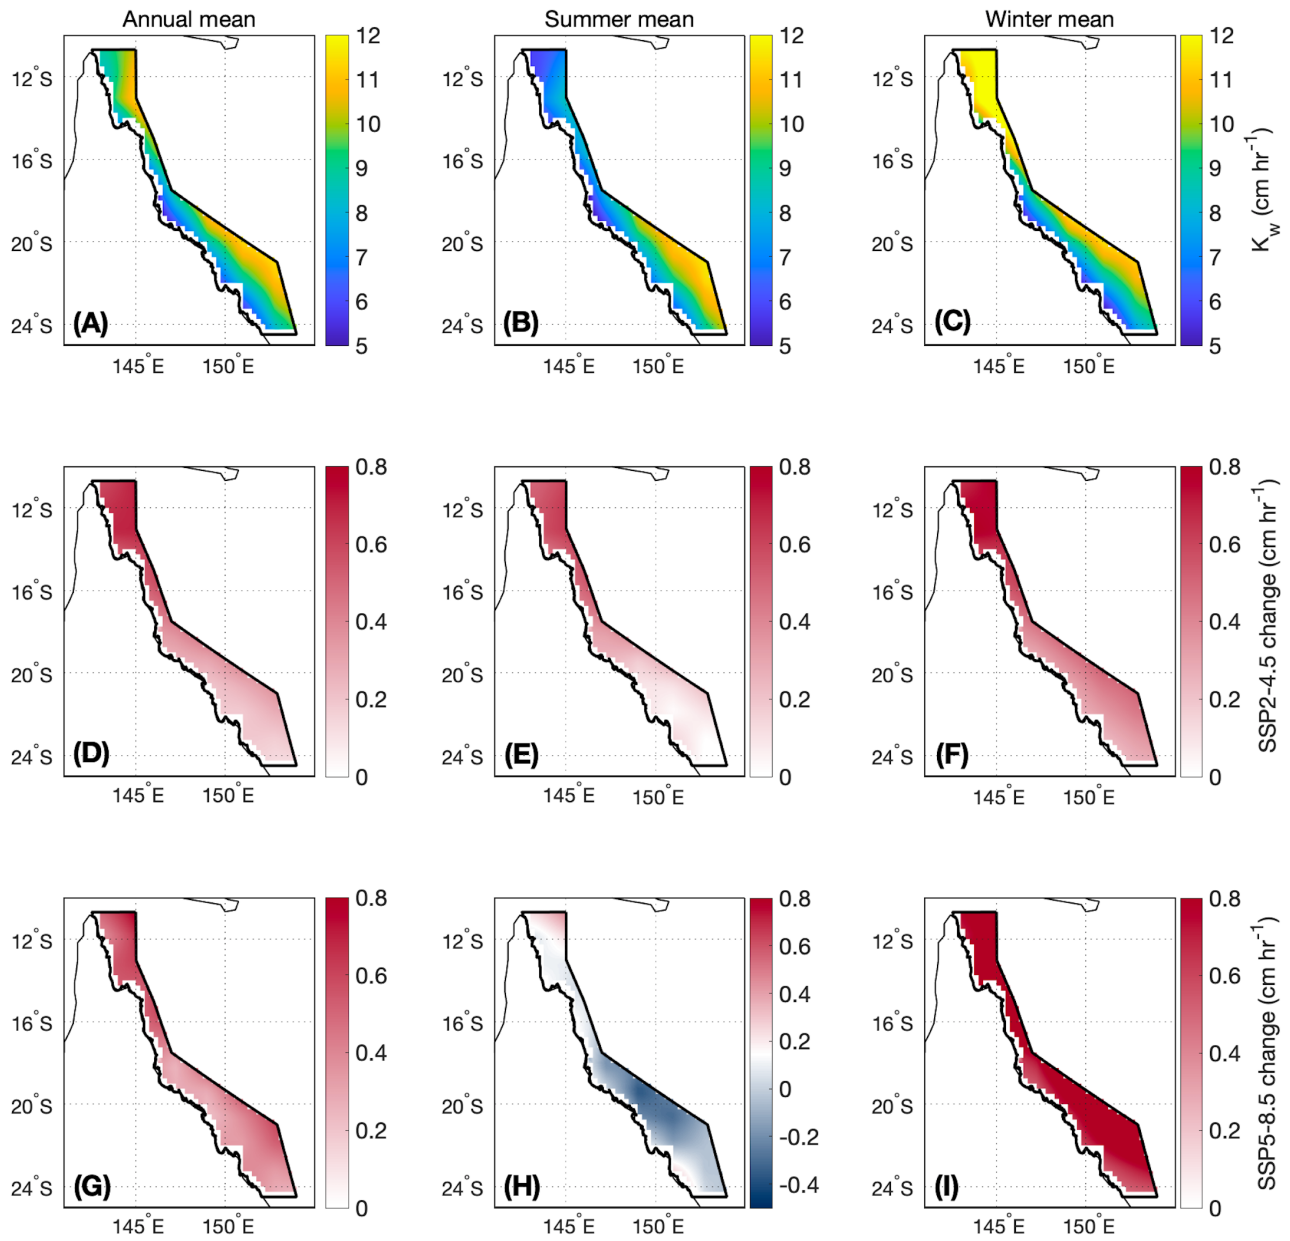 Annual mean
Summer mean
Winter mean
12°S
16°S
20°S
24°S
(A)
145°E
150°E
12
11
10
9
8
7
6
5
12°S
16°S
20°S
24°S
(B)
145°E
150°E
12
11
10
9
8
7
6
5
12°S
16°S
20°S
24°S
(C)
145°E
150°E
12
11
10
9
8
7
6
5
K_w (cm hr⁻¹)
12°S
16°S
20°S
24°S
(D)
145°E
150°E
0.8
0.6
0.4
0.2
0
12°S
16°S
20°S
24°S
(E)
145°E
150°E
0.8
0.6
0.4
0.2
0
12°S
16°S
20°S
24°S
(F)
145°E
150°E
0.8
0.6
0.4
0.2
0
SSP2-4.5 change (cm hr⁻¹)
12°S
16°S
20°S
24°S
(G)
145°E
150°E
0.8
0.6
0.4
0.2
0
12°S
16°S
20°S
24°S
(H)
145°E
150°E
0.8
0.6
0.4
0.2
0
-0.2
-0.4
12°S
16°S
20°S
24°S
(I)
145°E
150°E
0.8
0.6
0.4
0.2
0
SSP5-8.5 change (cm hr⁻¹)